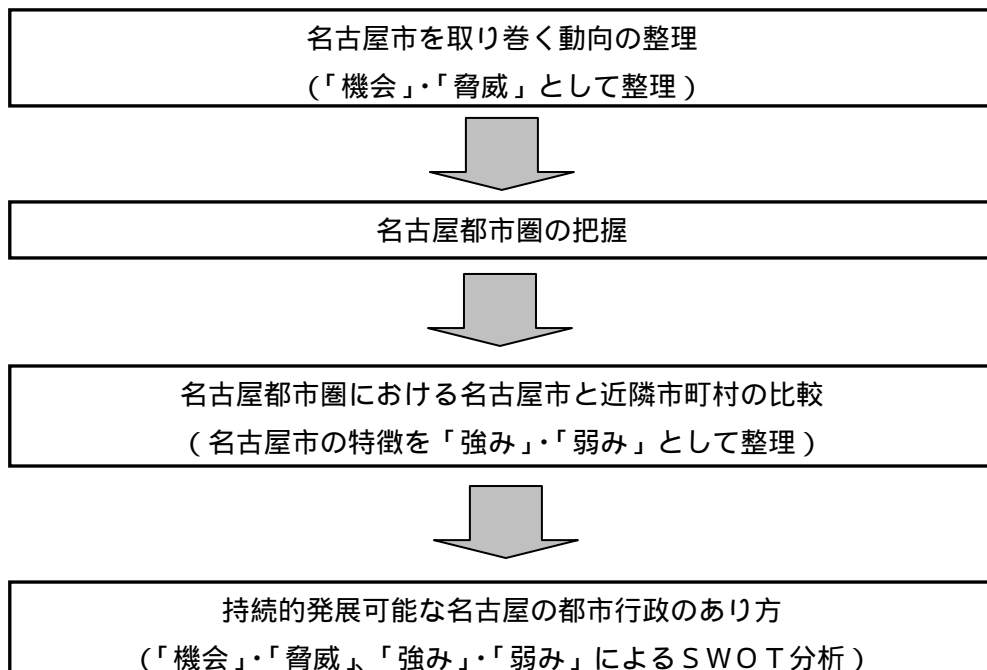 名古屋市を取り巻く動向の整理
(「機会」・「脅威」として整理)
名古屋都市圏の把握
名古屋都市圏における名古屋市と近隣市町村の比較
(名古屋市の特徴を「強み」・「弱み」として整理)
持続的発展可能な名古屋の都市行政のあり方
(「機会」・「脅威」、「強み」・「弱み」によるSWOT分析)